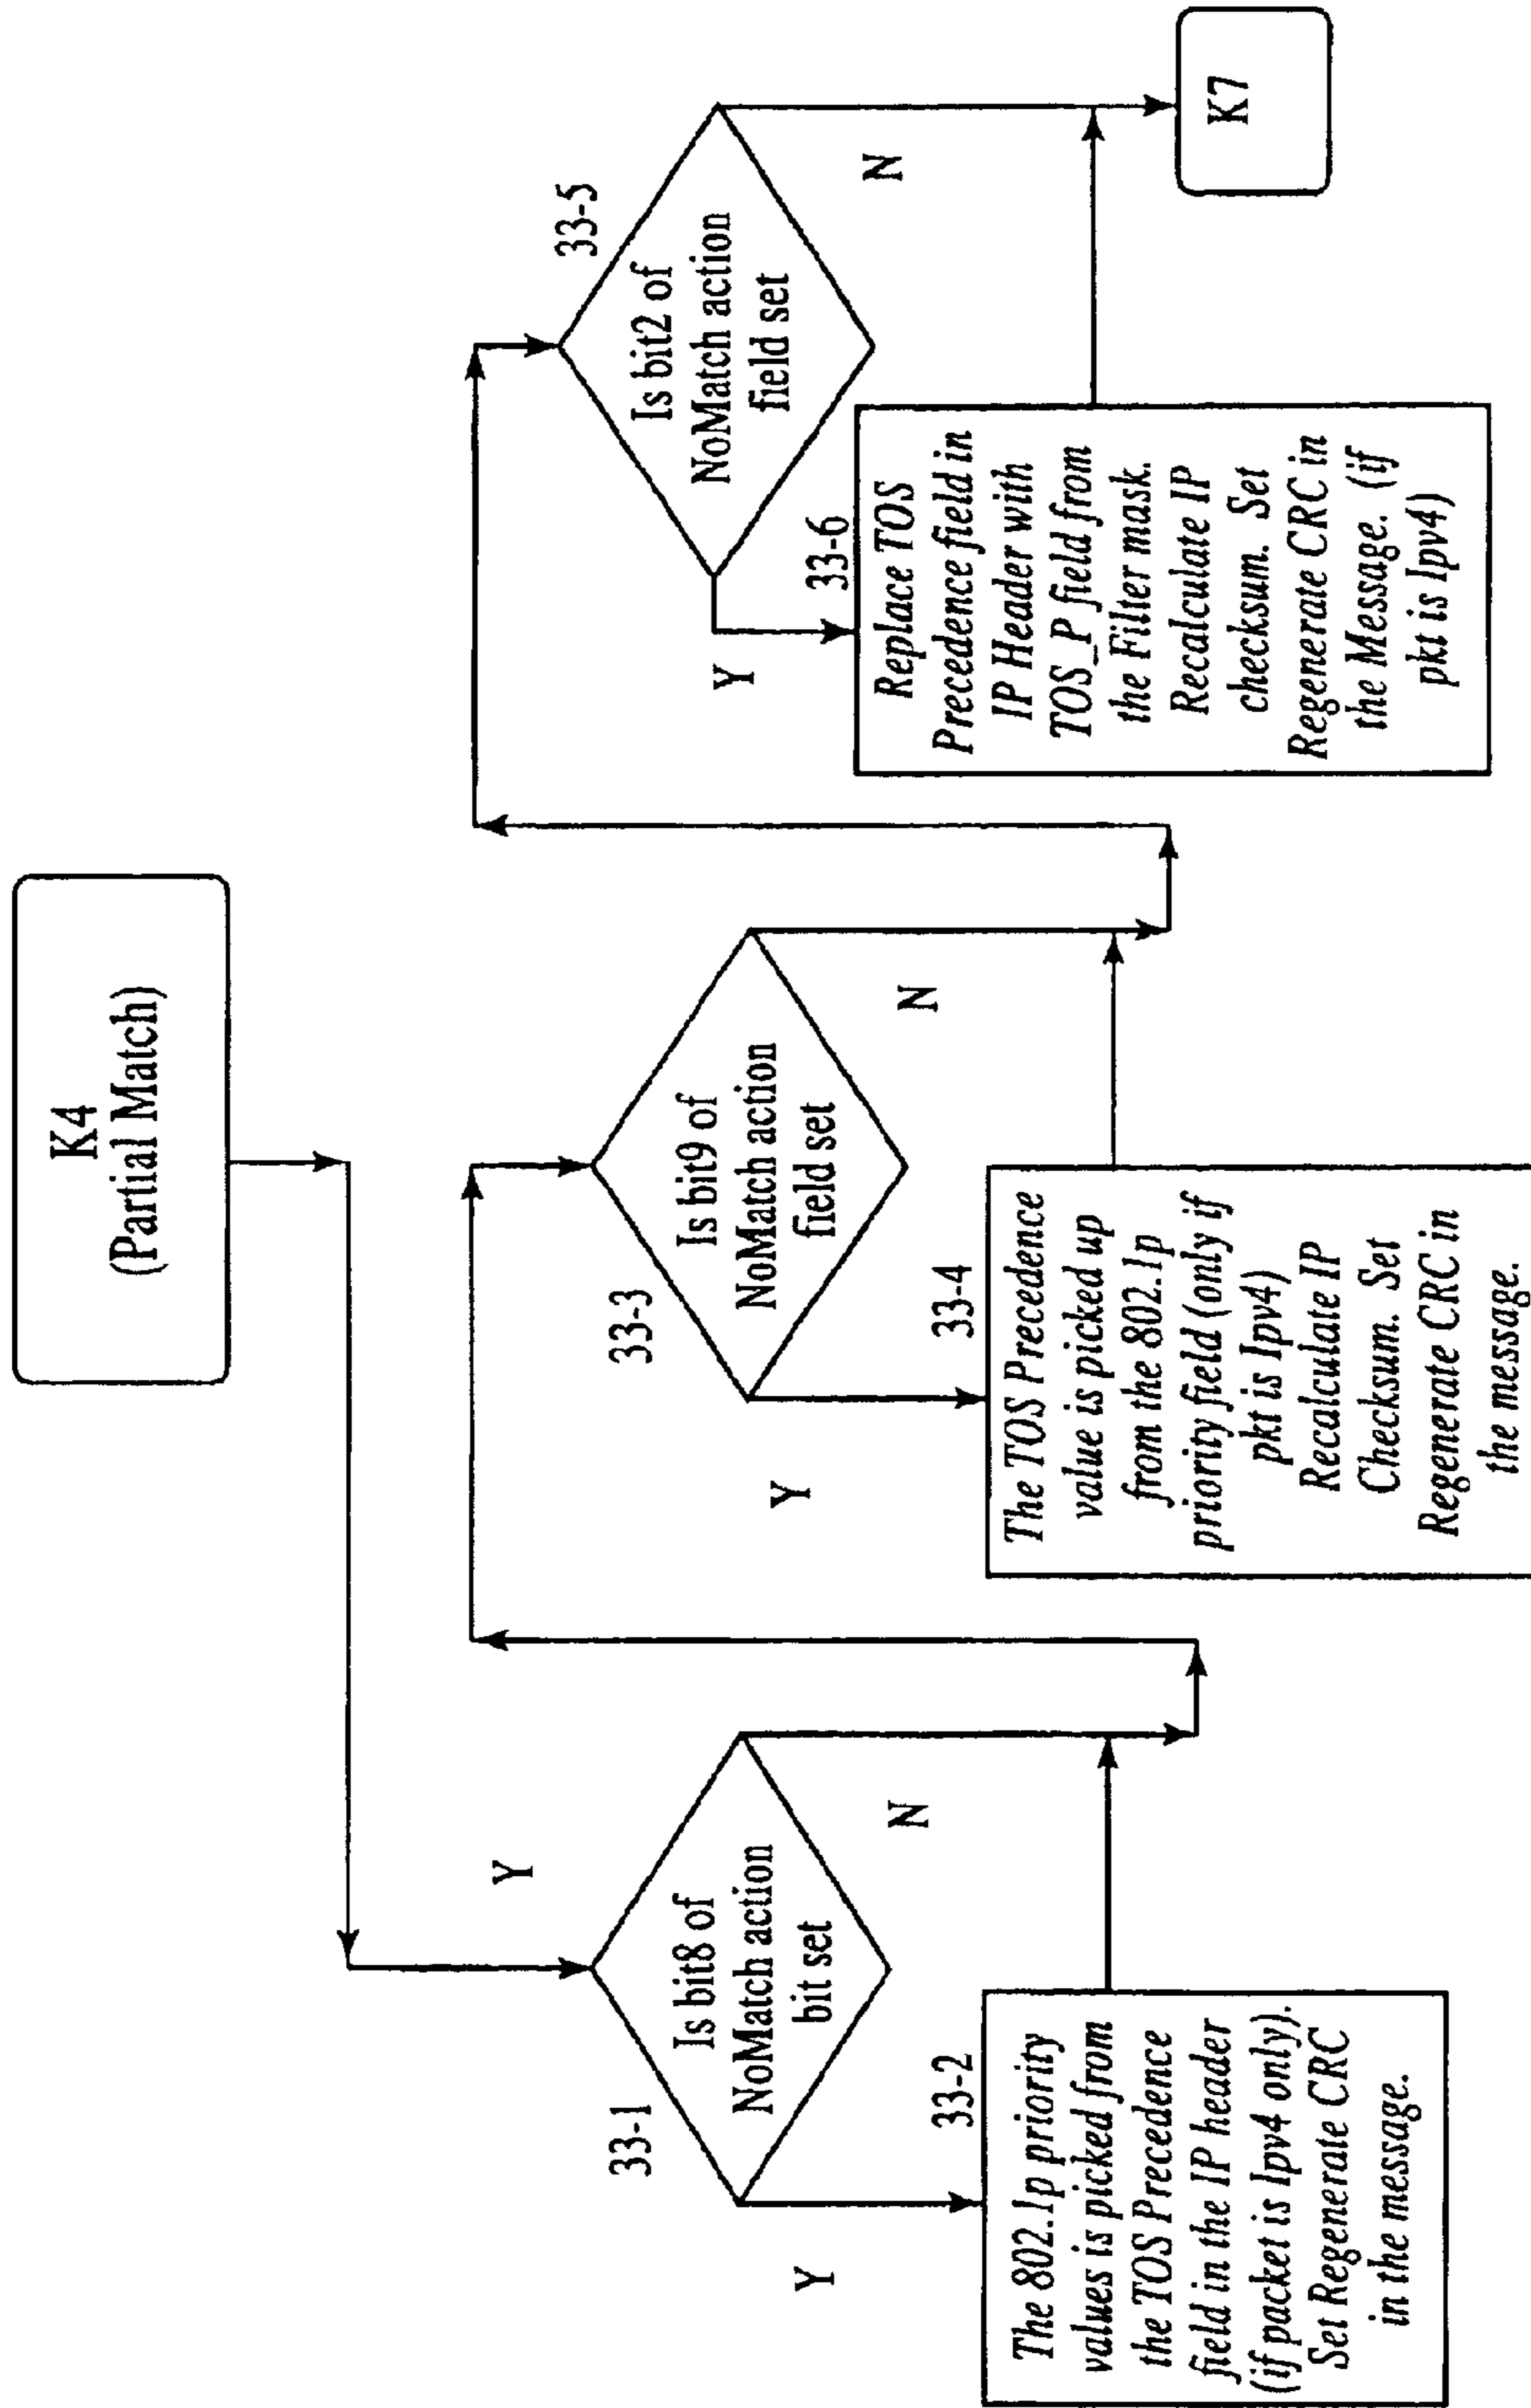 K4
(Partial Match)
Y
33-1
Is bit8 of
NoMatch action
bit set
Y
N
33-2
The 802.1p priority
values is picked from
the TOS Precedence
field in the IP header
(if packet is Ipv4 only).
Set Regenerate CRC
in the message.
33-3
Is bit9 of
NoMatch action
field set
Y
N
33-4
The TOS Precedence
value is picked up
from the 802.1p
priority field (only if
pkt is Ipv4)
Recalculate IP
Checksum. Set
Regenerate CRC in
the message.
33-5
Is bit2 of
NoMatch action
field set
Y
N
33-6
Replace TOS
Precedence field in
IP Header with
TOS_P field from
the Filter mask.
Recalculate IP
checksum. Set
Regenerate CRC in
the Message. (if
pkt is Ipv4)
K7